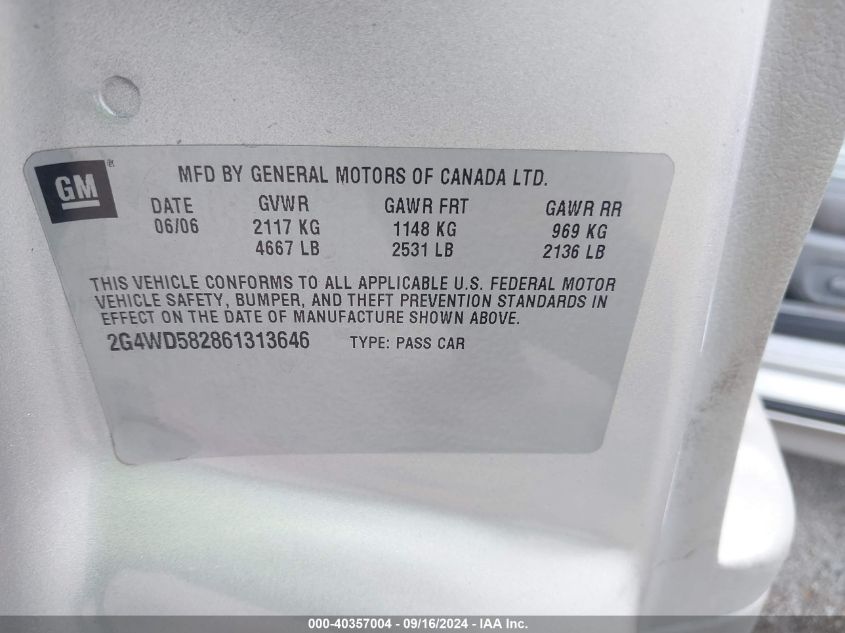 GM ®
MFD BY GENERAL MOTORS OF CANADA LTD.
DATE GVWR GAWR FRT GAWR RR
06/06 2117 KG 1148 KG 969 KG
4667 LB 2531 LB 2136 LB
THIS VEHICLE CONFORMS TO ALL APPLICABLE U.S. FEDERAL MOTOR
VEHICLE SAFETY, BUMPER, AND THEFT PREVENTION STANDARDS IN
EFFECT ON THE DATE OF MANUFACTURE SHOWN ABOVE.
2G4WD582861313646 TYPE: PASS CAR
000-40357004 - 09/16/2024 - IAA Inc.